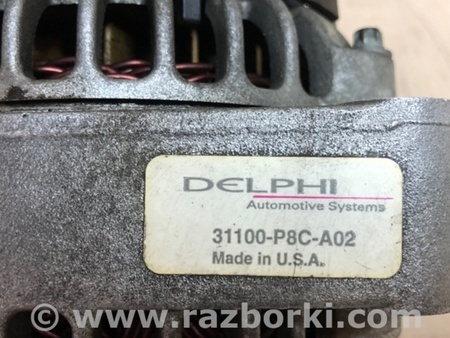 DELPHI
Automotive Systems
31100-P8C-A02
Made in U.S.A.
© - www.razborki.com